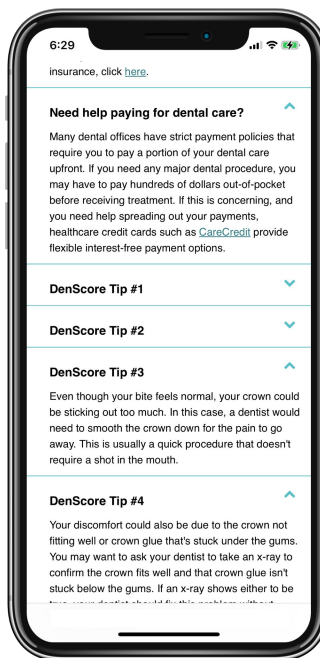 6:29
insurance, click here.
Need help paying for dental care?
Many dental offices have strict payment policies that
require you to pay a portion of your dental care
upfront. If you need any major dental procedure, you
may have to pay hundreds of dollars out-of-pocket
before receiving treatment. If this is concerning, and
you need help spreading out your payments,
healthcare credit cards such as CareCredit provide
flexible interest-free payment options.
DenScore Tip #1
DenScore Tip #2
DenScore Tip #3
Even though your bite feels normal, your crown could
be sticking out too much. In this case, a dentist would
need to smooth the crown down for the pain to go
away. This is usually a quick procedure that doesn't
require a shot in the mouth.
DenScore Tip #4
Your discomfort could also be due to the crown not
fitting well or crown glue that's stuck under the gums.
You may want to ask your dentist to take an x-ray to
confirm the crown fits well and that crown glue isn't
stuck below the gums. If an x-ray shows either to be
true, your dentist should fix this problem without